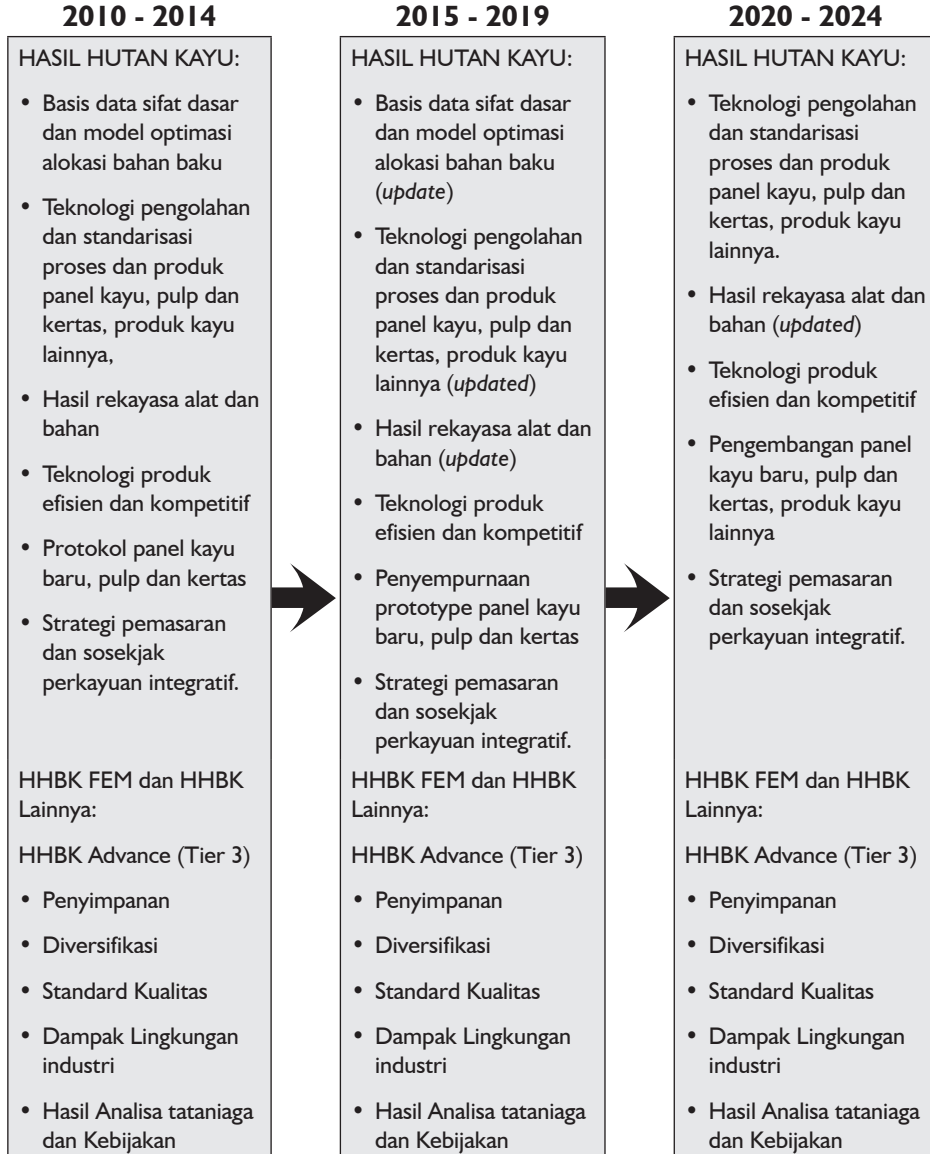 2010 - 2014
HASIL HUTAN KAYU:
• Basis data sifat dasar
dan model optimasi
alokasi bahan baku
• Teknologi pengolahan
dan standarisasi
proses dan produk
panel kayu, pulp dan
kertas, produk kayu
lainnya,
• Hasil rekayasa alat dan
bahan
• Teknologi produk
efisien dan kompetitif
• Protokol panel kayu
baru, pulp dan kertas
• Strategi pemasaran
dan sosekjak
perkayuan integratif.
HHBK FEM dan HHBK
Lainnya:
HHBK Advance (Tier 3)
• Penyimpanan
• Diversifikasi
• Standard Kualitas
• Dampak Lingkungan
industri
• Hasil Analisa tataniaga
dan Kebijakan
2015 - 2019
HASIL HUTAN KAYU:
• Basis data sifat dasar
dan model optimasi
alokasi bahan baku
(update)
• Teknologi pengolahan
dan standarisasi
proses dan produk
panel kayu, pulp dan
kertas, produk kayu
lainnya (updated)
• Hasil rekayasa alat dan
bahan (update)
• Teknologi produk
efisien dan kompetitif
• Penyempurnaan
prototype panel kayu
baru, pulp dan kertas
• Strategi pemasaran
dan sosekjak
perkayuan integratif.
HHBK FEM dan HHBK
Lainnya:
HHBK Advance (Tier 3)
• Penyimpanan
• Diversifikasi
• Standard Kualitas
• Dampak Lingkungan
industri
• Hasil Analisa tataniaga
dan Kebijakan
2020 - 2024
HASIL HUTAN KAYU:
• Teknologi pengolahan
dan standarisasi
proses dan produk
panel kayu, pulp dan
kertas, produk kayu
lainnya.
• Hasil rekayasa alat dan
bahan (updated)
• Teknologi produk
efisien dan kompetitif
• Pengembangan panel
kayu baru, pulp dan
kertas, produk kayu
lainnya
• Strategi pemasaran
dan sosekjak
perkayuan integratif.
HHBK FEM dan HHBK
Lainnya:
HHBK Advance (Tier 3)
• Penyimpanan
• Diversifikasi
• Standard Kualitas
• Dampak Lingkungan
industri
• Hasil Analisa tataniaga
dan Kebijakan